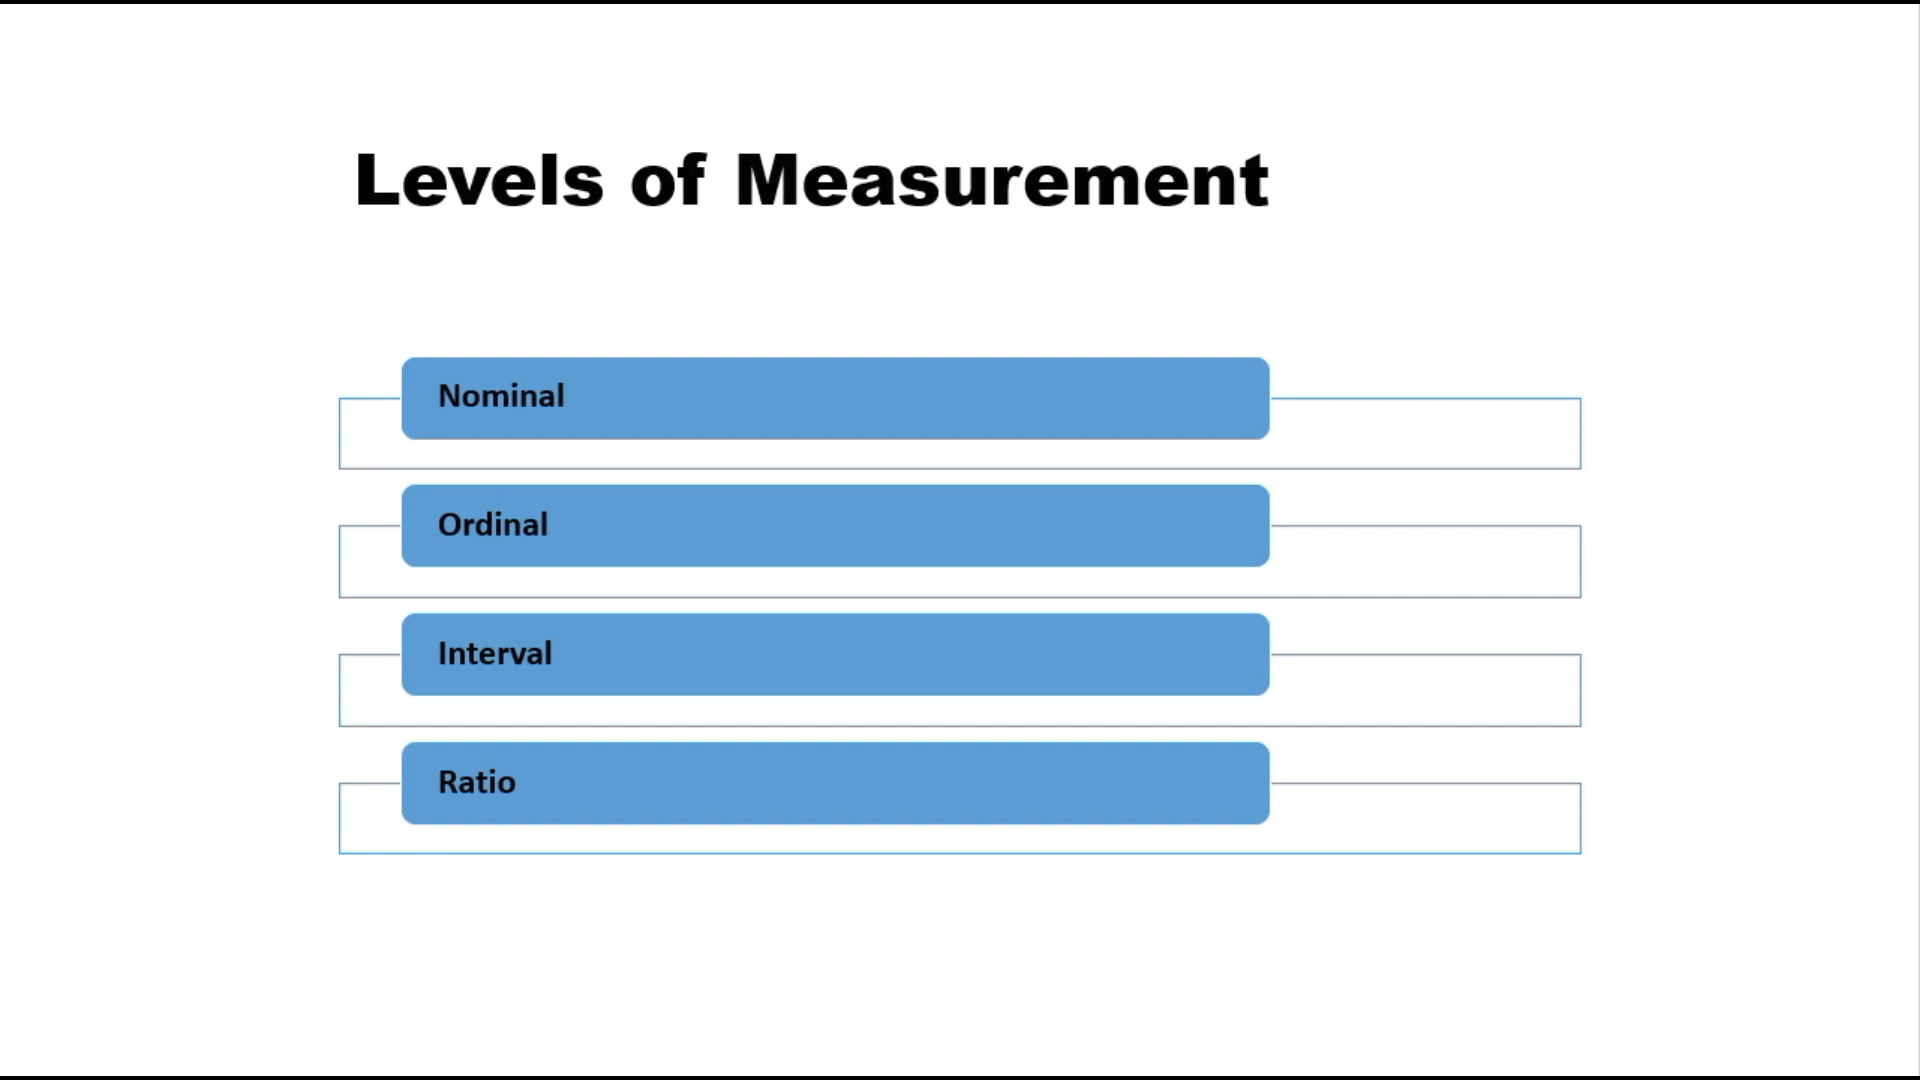 Levels of Measurement
Nominal
Ordinal
Interval
Ratio